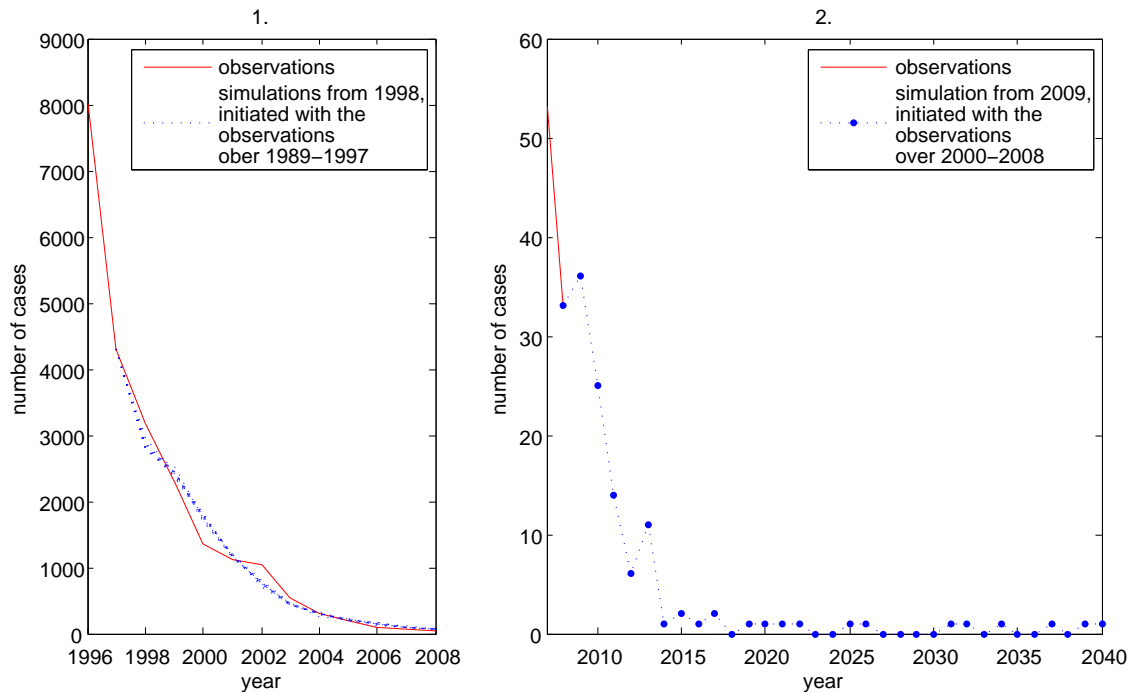 1.
9000
8000
7000
6000
5000
4000
3000
2000
1000
0
number of cases
observations
simulations from 1998,
initiated with the
observations
ober 1989−1997
1996 1998 2000 2002 2004 2006 2008
year
2.
60
50
40
30
20
10
0
number of cases
observations
simulation from 2009,
initiated with the
observations
over 2000−2008
2010 2015 2020 2025 2030 2035 2040
year